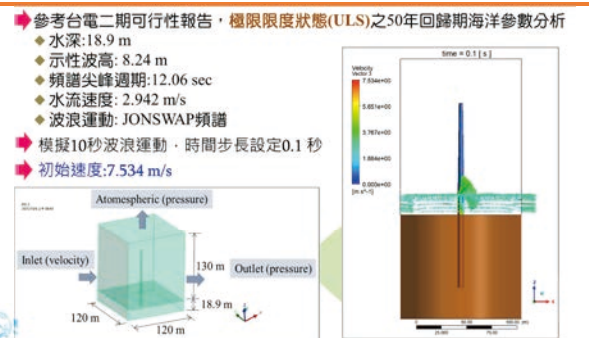 參考台電二期可行性報告，極限限度狀態(ULS)之50年回歸期海洋參數分析
水深:18.9 m
示性波高: 8.24 m
頻譜尖峰週期:12.06 sec
水流速度: 2.942 m/s
波浪運動: JONSWAP頻譜
模擬10秒波浪運動，時間步長設定0.1 秒
初始速度:7.534 m/s
Atomespheric (pressure)
Inlet (velocity)
Outlet (pressure)
130 m
18.9 m
120 m
120 m
time = 0.1 [ s ]
Velocity
Vector 3
7.534e+00
5.651e+00
3.767e+00
1.884e+00
0.000e+00
[m s^-1]